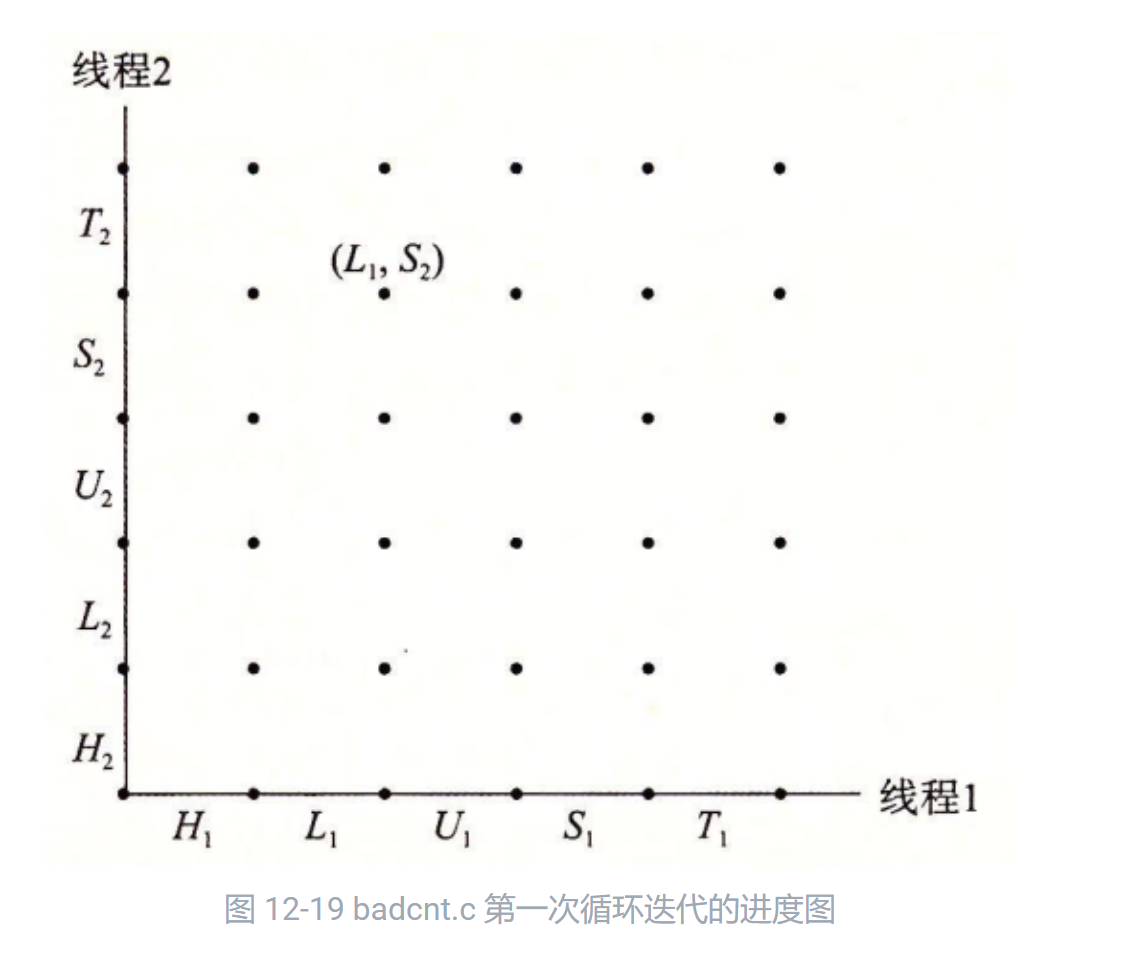 线程2
T₂
(L₁, S₂)
S₂
U₂
L₂
H₂
线程1
H₁ L₁ U₁ S₁ T₁
图 12-19 badcnt.c 第一次循环迭代的进度图